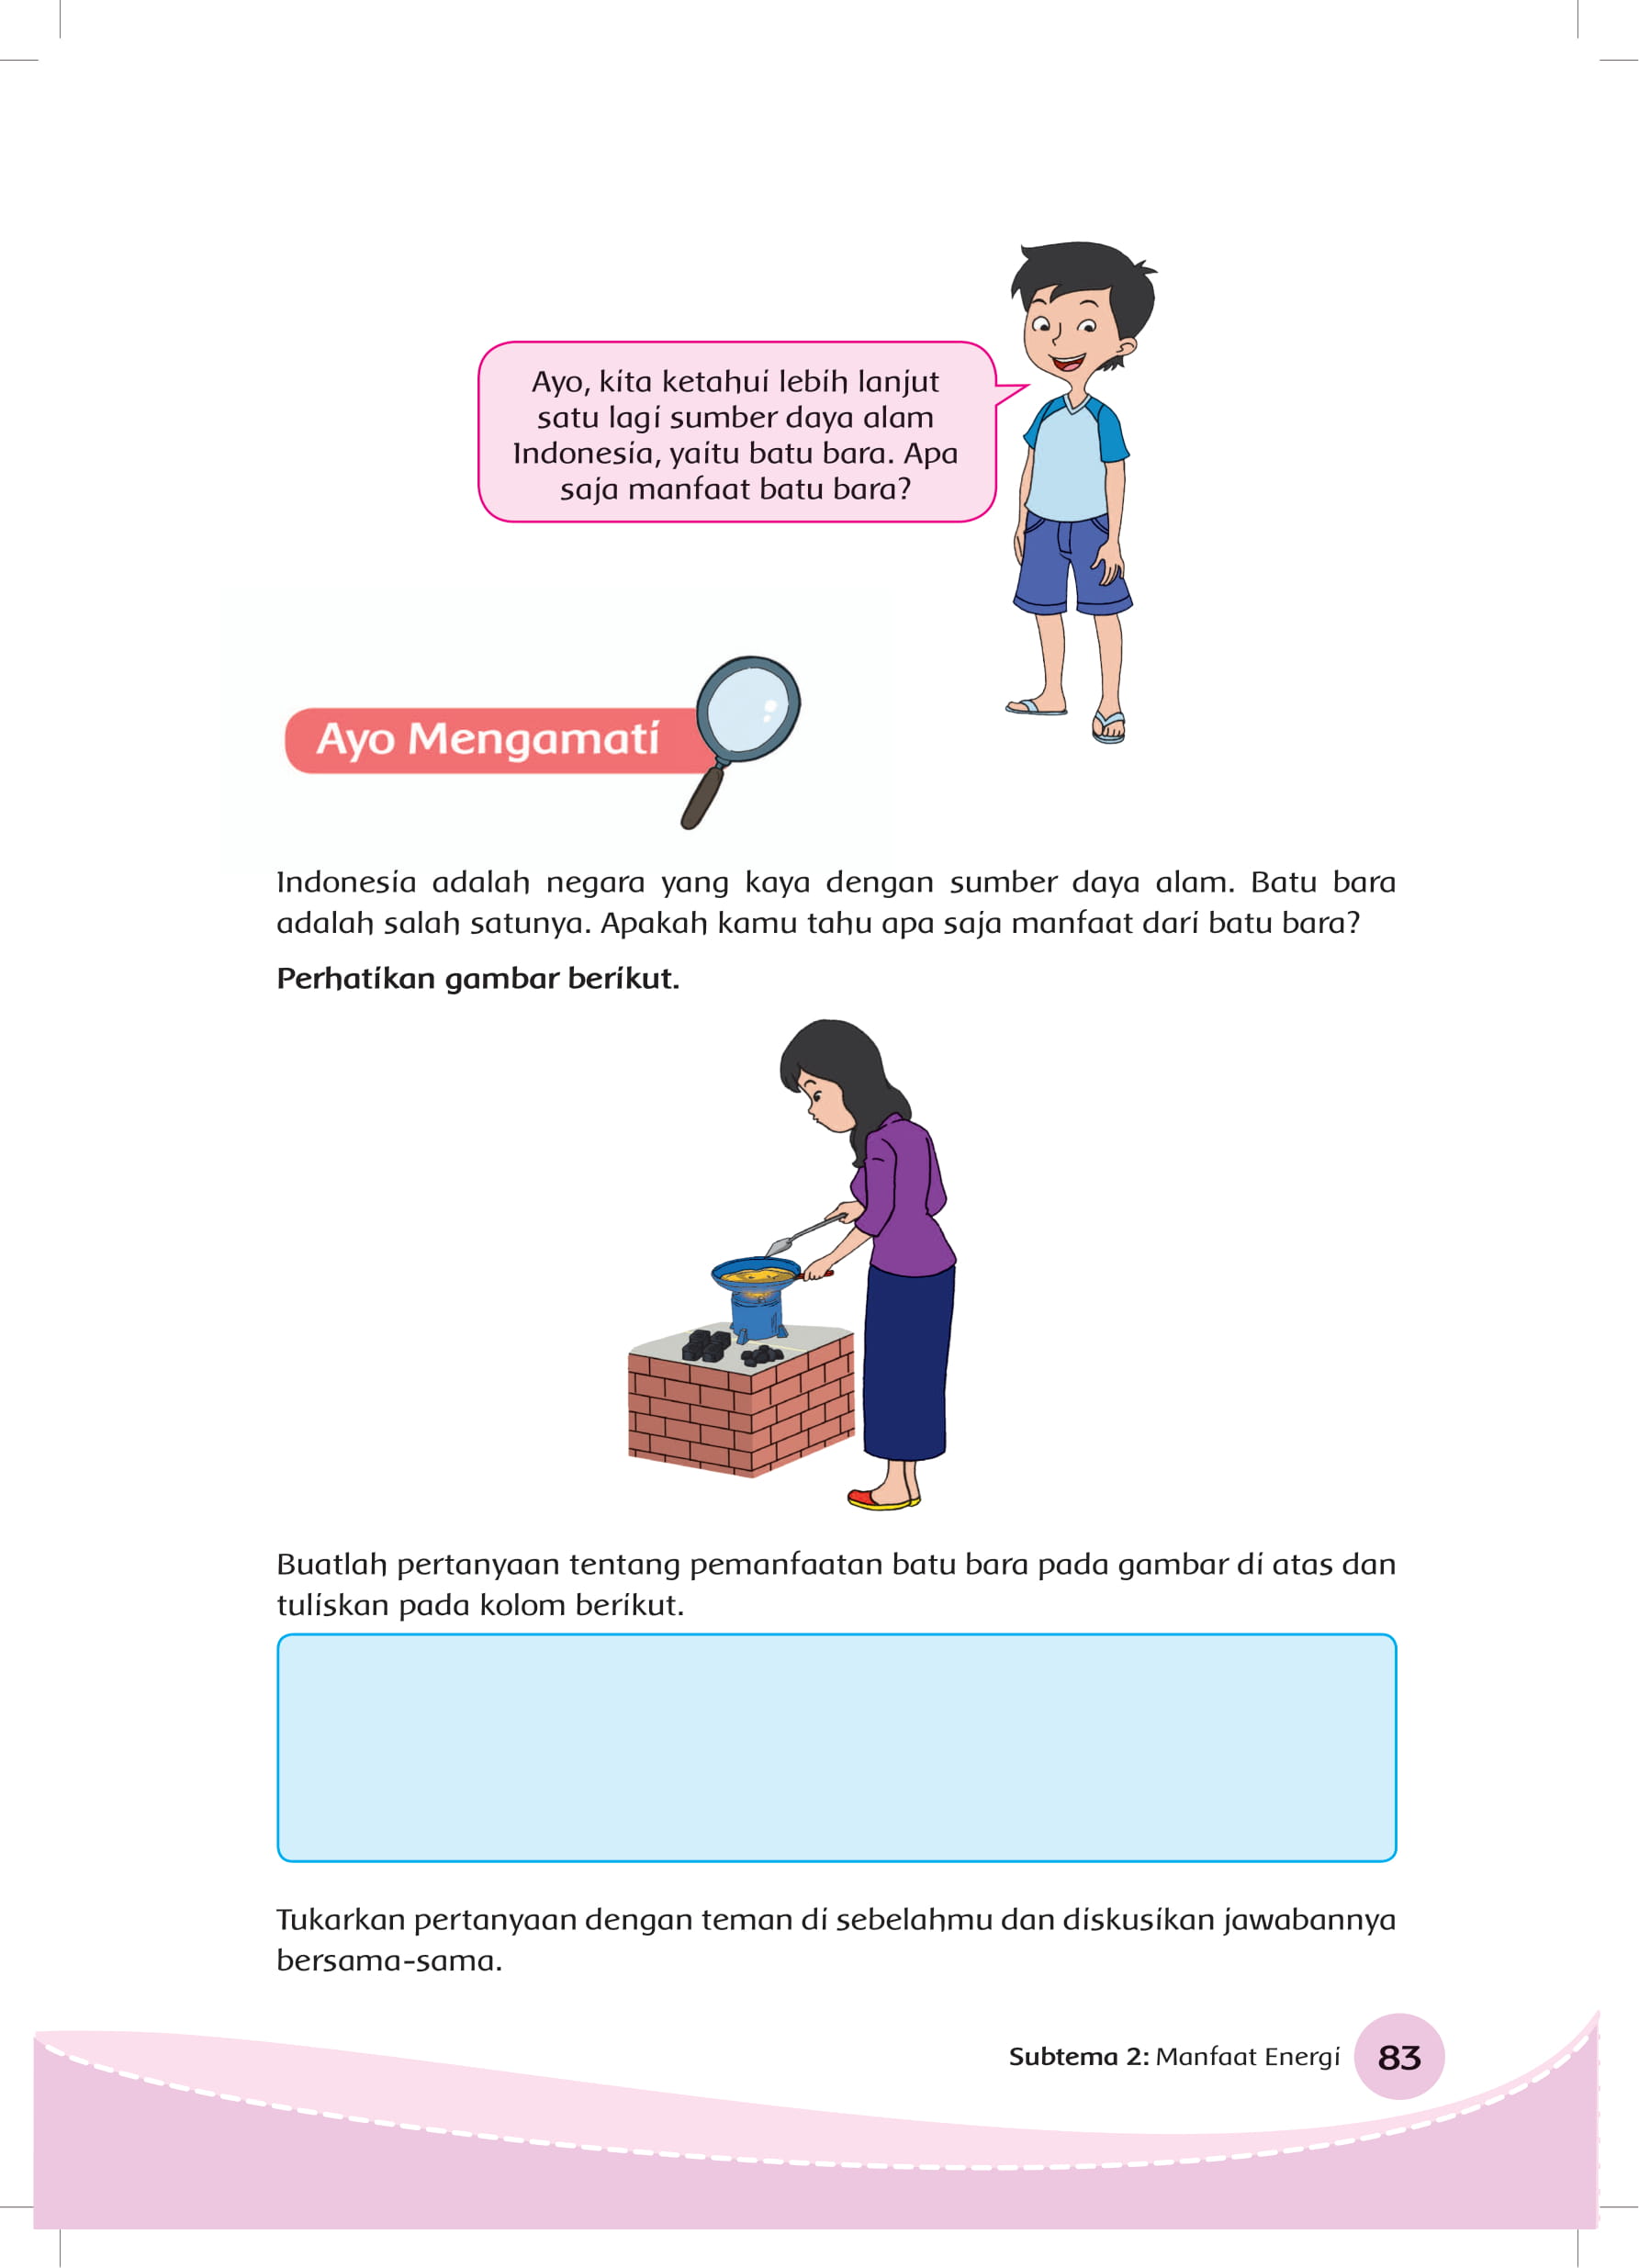 Ayo, kita ketahui lebih lanjut
satu lagi sumber daya alam
Indonesia, yaitu batu bara. Apa
saja manfaat batu bara?
Ayo Mengamati
Indonesia adalah negara yang kaya dengan sumber daya alam. Batu bara
adalah salah satunya. Apakah kamu tahu apa saja manfaat dari batu bara?
Perhatikan gambar berikut.
Buatlah pertanyaan tentang pemanfaatan batu bara pada gambar di atas dan
tuliskan pada kolom berikut.
Tukarkan pertanyaan dengan teman di sebelahmu dan diskusikan jawabannya
bersama-sama.
Subtema 2: Manfaat Energi 83